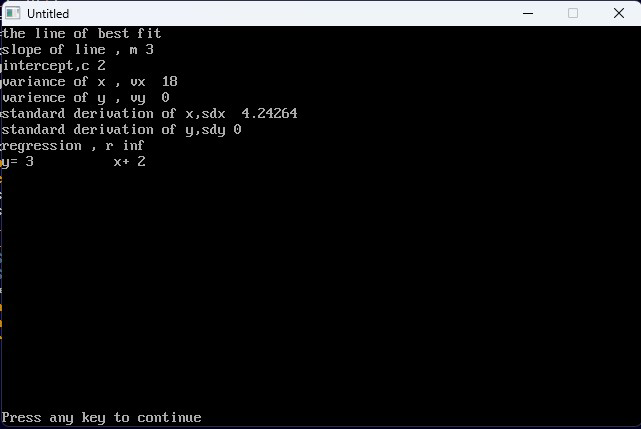 Untitled
the line of best fit
slope of line , m 3
intercept,c 2
variance of x , vx  18
varience of y , vy  0
standard derivation of x,sdx  4.24264
standard derivation of y,sdy 0
regression , r inf
y= 3          x+ 2
Press any key to continue